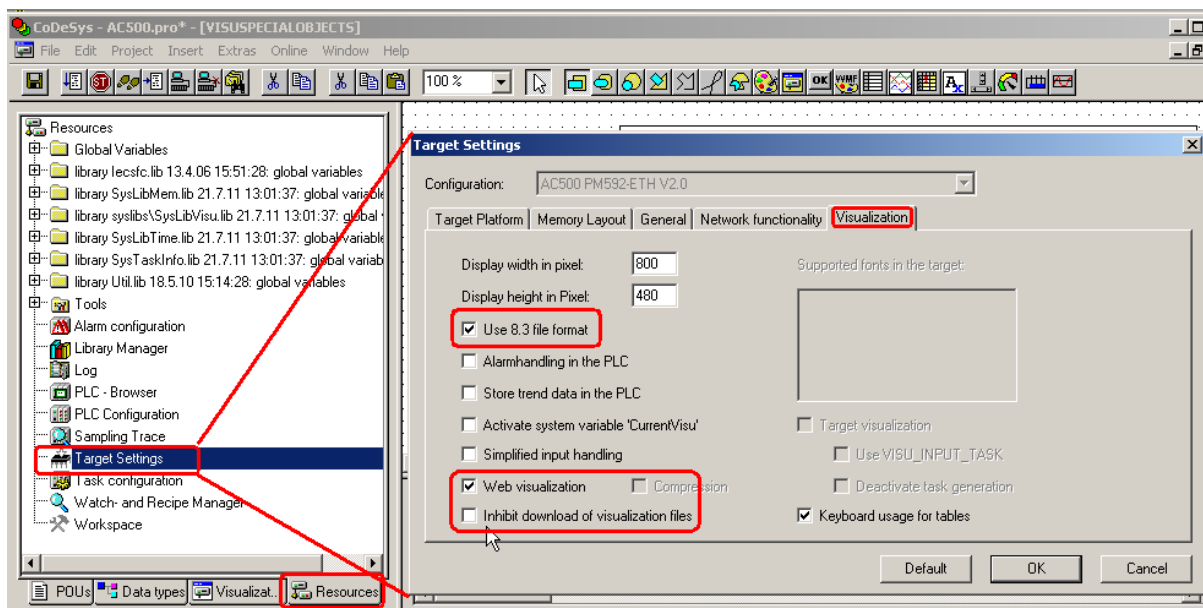 CoDeSys - AC500.pro* - [VISUSPECIALOBJECTS]
File Edit Project Insert Extras Online Window Help
100 %
Resources
Global Variables
library Iecsfc.lib 13.4.06 15:51:28: global variables
library SysLibMem.lib 21.7.11 13:01:37: global variable
library syslibs\SysLibVisu.lib 21.7.11 13:01:37: global
library SysLibTime.lib 21.7.11 13:01:37: global variable
library SysTaskInfo.lib 21.7.11 13:01:37: global variab
library Util.lib 18.5.10 15:14:28: global variables
Tools
Alarm configuration
Library Manager
Log
PLC - Browser
PLC Configuration
Sampling Trace
Target Settings
Task configuration
Watch- and Recipe Manager
Workspace
POUs Data types Visualizat.. Resources
Target Settings
Configuration: AC500 PM592-ETH V2.0
Target Platform Memory Layout General Network functionality Visualization
Display width in pixel: 800
Supported fonts in the target:
Display height in Pixel: 480
Use 8.3 file format
Alarmhandling in the PLC
Store trend data in the PLC
Activate system variable 'CurrentVisu'
Target visualization
Simplified input handling
Use VISU_INPUT_TASK
Web visualization Compression
Deactivate task generation
Inhibit download of visualization files
Keyboard usage for tables
Default OK Cancel